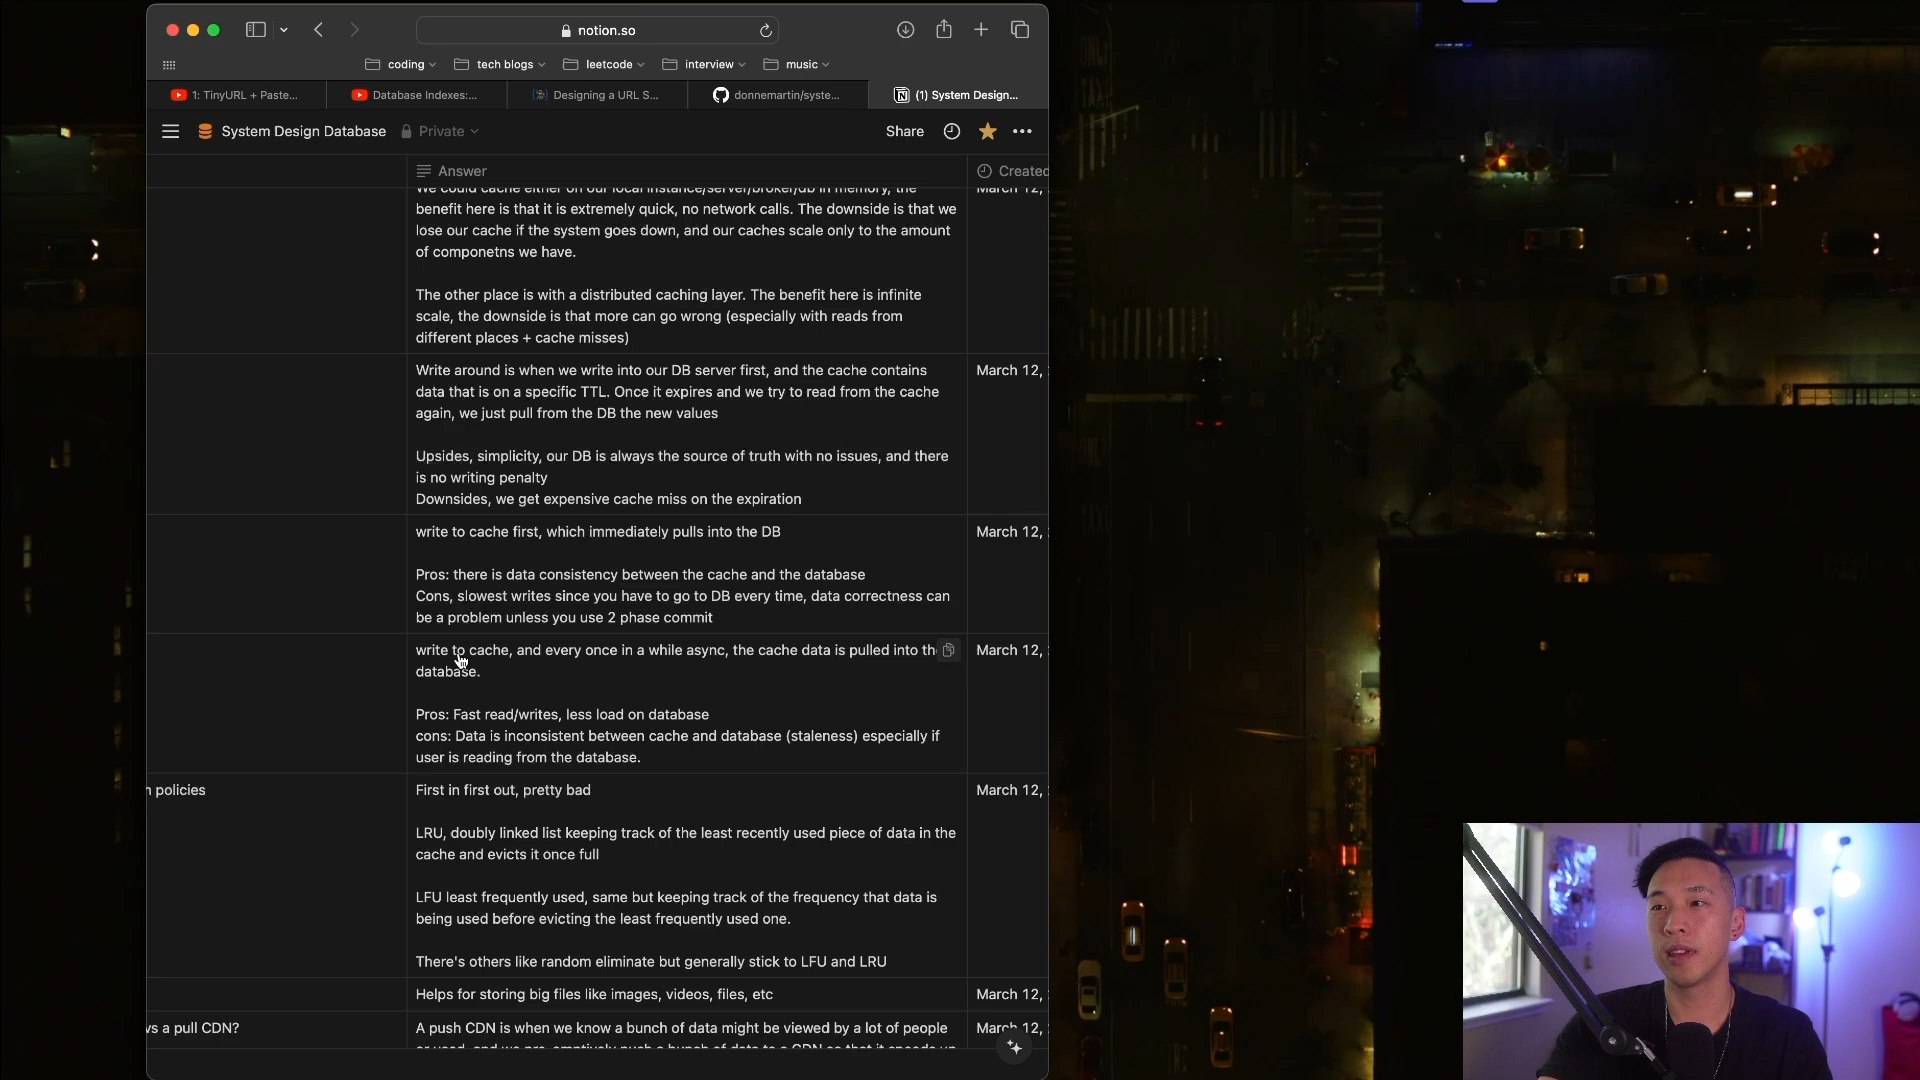 notion.so
coding
tech blogs
leetcode
interview
music
1: TinyURL + Paste...
Database Indexes:...
Designing a URL S...
donnemartin/syste...
(1) System Design...
System Design Database
Private
Share
Answer
Created
We could cache either on our local instance/server/broker/db in memory, the
March 12,
benefit here is that it is extremely quick, no network calls. The downside is that we
lose our cache if the system goes down, and our caches scale only to the amount
of componetns we have.
The other place is with a distributed caching layer. The benefit here is infinite
scale, the downside is that more can go wrong (especially with reads from
different places + cache misses)
Write around is when we write into our DB server first, and the cache contains
March 12,
data that is on a specific TTL. Once it expires and we try to read from the cache
again, we just pull from the DB the new values
Upsides, simplicity, our DB is always the source of truth with no issues, and there
is no writing penalty
Downsides, we get expensive cache miss on the expiration
write to cache first, which immediately pulls into the DB
March 12,
Pros: there is data consistency between the cache and the database
Cons, slowest writes since you have to go to DB every time, data correctness can
be a problem unless you use 2 phase commit
write to cache, and every once in a while async, the cache data is pulled into the
March 12,
database.
Pros: Fast read/writes, less load on database
cons: Data is inconsistent between cache and database (staleness) especially if
user is reading from the database.
n policies
First in first out, pretty bad
March 12,
LRU, doubly linked list keeping track of the least recently used piece of data in the
cache and evicts it once full
LFU least frequently used, same but keeping track of the frequency that data is
being used before evicting the least frequently used one.
There's others like random eliminate but generally stick to LFU and LRU
Helps for storing big files like images, videos, files, etc
March 12,
vs a pull CDN?
A push CDN is when we know a bunch of data might be viewed by a lot of people
March 12,